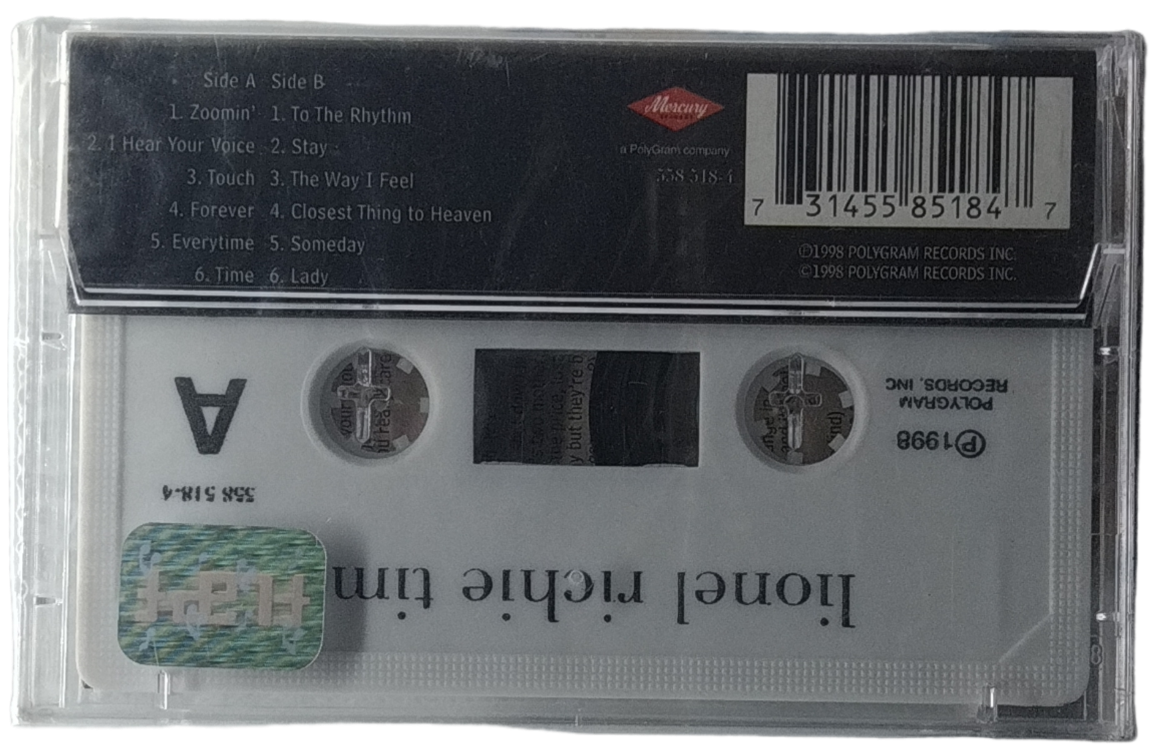 Side A Side B
1. Zoomin' 1. To The Rhythm
2. I Hear Your Voice 2. Stay
3. Touch 3. The Way I Feel
4. Forever 4. Closest Thing to Heaven
5. Everytime 5. Someday
6. Time 6. Lady
Mercury
a PolyGram company
558 518-4
7 31455 85184 7
℗1998 POLYGRAM RECORDS INC.
©1998 POLYGRAM RECORDS INC.
A
558 518-4
℗1998
POLYGRAM
RECORDS, INC
lionel richie tim